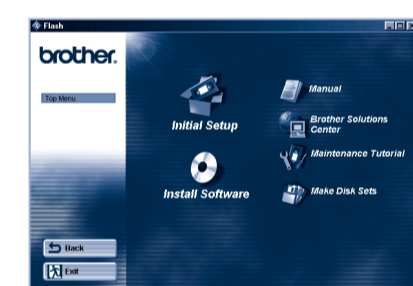 Flash
brother.
Top Menu
Initial Setup
Install Software
Manual
Brother Solutions
Center
Maintenance Tutorial
Make Disk Sets
Back
Exit